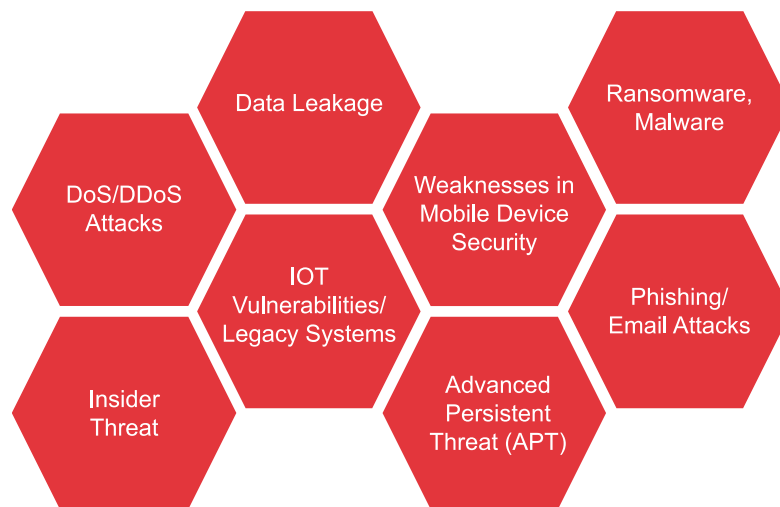 Data Leakage
Ransomware,
Malware
DoS/DDoS
Attacks
Weaknesses in
Mobile Device
Security
IOT
Vulnerabilities/
Legacy Systems
Phishing/
Email Attacks
Insider
Threat
Advanced
Persistent
Threat (APT)